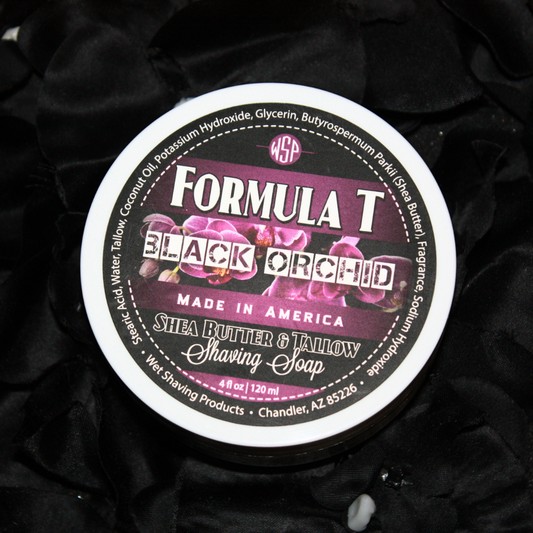 Stearic Acid, Water, Tallow, Coconut Oil, Potassium Hydroxide, Glycerin, Butyrospermum Parkii (Shea Butter), Fragrance, Sodium Hydroxide
WSP
FORMULA T
BLACK ORCHID
MADE IN AMERICA
SHEA BUTTER & TALLOW
Shaving Soap
4 fl oz | 120 ml
• Wet Shaving Products • Chandler, AZ 85226 •